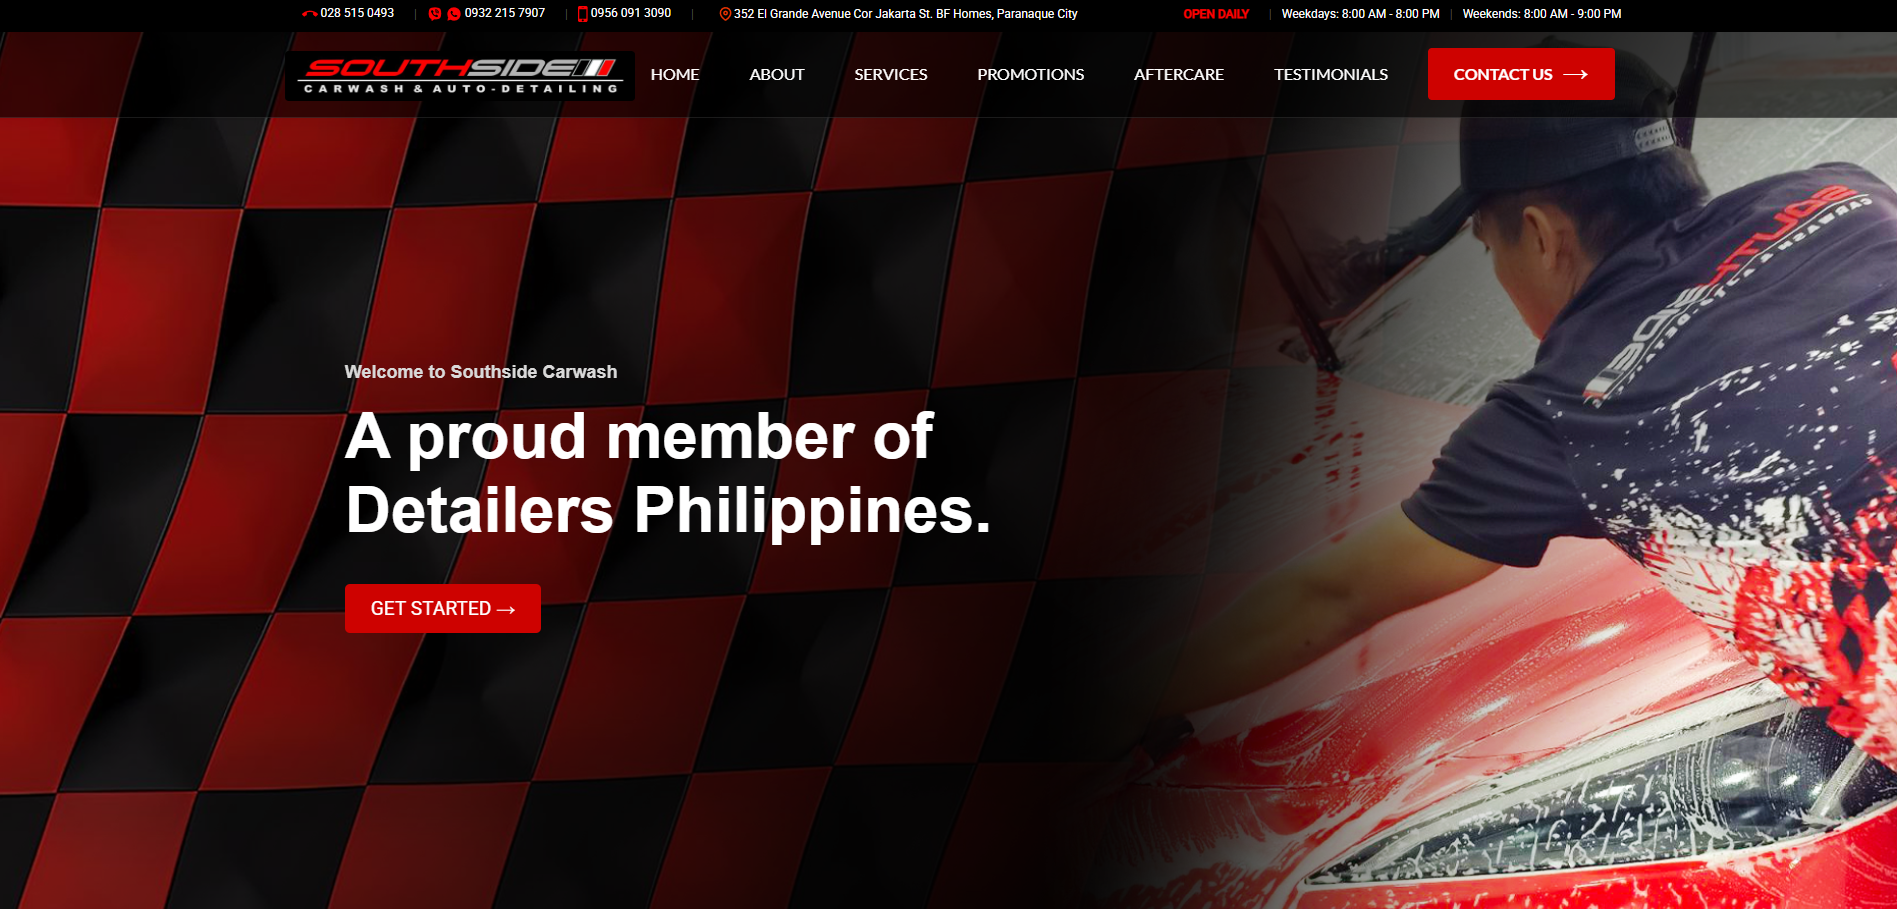 028 515 0493 | 0932 215 7907 | 0956 091 3090 | 352 El Grande Avenue Cor Jakarta St. BF Homes, Paranaque City OPEN DAILY | Weekdays: 8:00 AM - 8:00 PM | Weekends: 8:00 AM - 9:00 PM
SOUTHSIDE
CARWASH & AUTO-DETAILING
HOME ABOUT SERVICES PROMOTIONS AFTERCARE TESTIMONIALS CONTACT US →
SOUTHSIDE
Welcome to Southside Carwash
A proud member of
Detailers Philippines.
GET STARTED →